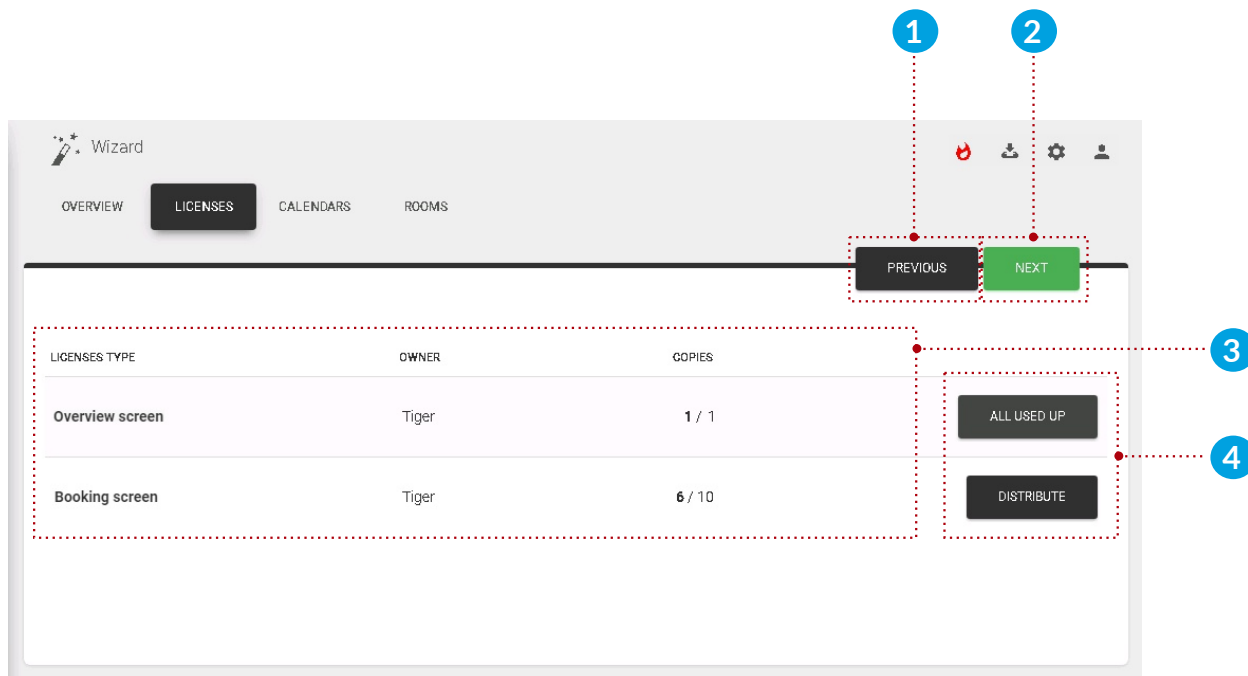 1 2
Wizard
OVERVIEW LICENSES CALENDARS ROOMS
PREVIOUS NEXT
3
LICENSES TYPE OWNER COPIES
Overview screen Tiger 1 / 1 ALL USED UP
4
Booking screen Tiger 6 / 10 DISTRIBUTE